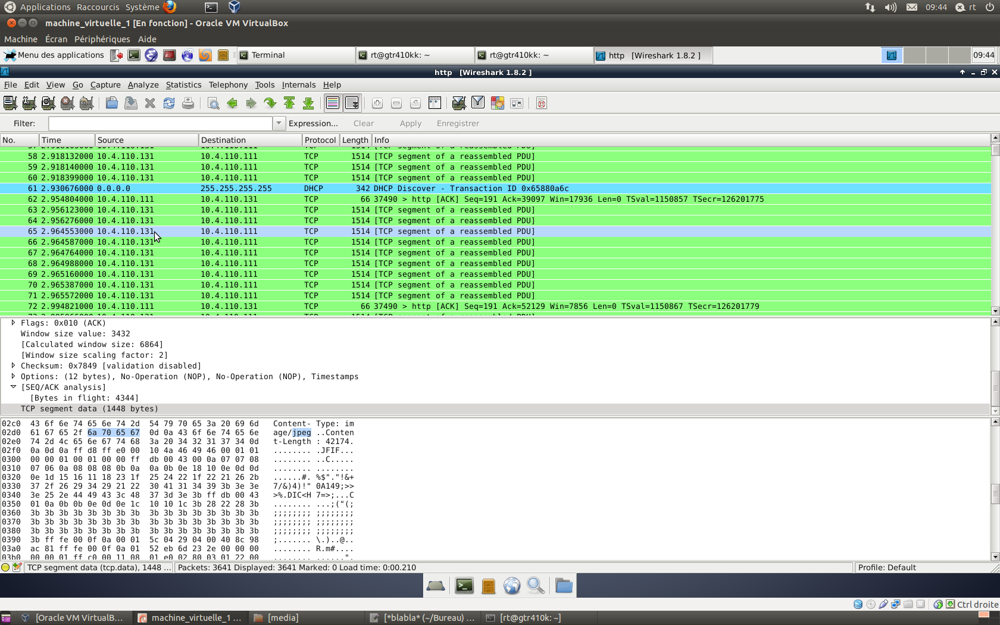 Applications Raccourcis Système 09:44 rt
machine_virtuelle_1 [En fonction] - Oracle VM VirtualBox
Machine Écran Périphériques Aide
Menu des applications Terminal rt@gtr410kk: ~ rt@gtr410kk: ~ http [Wireshark 1.8.2 ] 09:44
http [Wireshark 1.8.2 ]
File Edit View Go Capture Analyze Statistics Telephony Tools Internals Help
Filter: Expression... Clear Apply Enregistrer
No. Time Source Destination Protocol Length Info
58 2.918132000 10.4.110.131 10.4.110.111 TCP 1514 [TCP segment of a reassembled PDU]
59 2.918140000 10.4.110.131 10.4.110.111 TCP 1514 [TCP segment of a reassembled PDU]
60 2.918399000 10.4.110.131 10.4.110.111 TCP 1514 [TCP segment of a reassembled PDU]
61 2.930676000 0.0.0.0 255.255.255.255 DHCP 342 DHCP Discover - Transaction ID 0x65880a6c
62 2.954804000 10.4.110.111 10.4.110.131 TCP 66 37490 > http [ACK] Seq=191 Ack=39097 Win=17936 Len=0 TSval=1150857 TSecr=126201775
63 2.956123000 10.4.110.131 10.4.110.111 TCP 1514 [TCP segment of a reassembled PDU]
64 2.956276000 10.4.110.131 10.4.110.111 TCP 1514 [TCP segment of a reassembled PDU]
65 2.964553000 10.4.110.131 10.4.110.111 TCP 1514 [TCP segment of a reassembled PDU]
66 2.964587000 10.4.110.131 10.4.110.111 TCP 1514 [TCP segment of a reassembled PDU]
67 2.964764000 10.4.110.131 10.4.110.111 TCP 1514 [TCP segment of a reassembled PDU]
68 2.964988000 10.4.110.131 10.4.110.111 TCP 1514 [TCP segment of a reassembled PDU]
69 2.965160000 10.4.110.131 10.4.110.111 TCP 1514 [TCP segment of a reassembled PDU]
70 2.965387000 10.4.110.131 10.4.110.111 TCP 1514 [TCP segment of a reassembled PDU]
71 2.965572000 10.4.110.131 10.4.110.111 TCP 1514 [TCP segment of a reassembled PDU]
72 2.994821000 10.4.110.111 10.4.110.131 TCP 66 37490 > http [ACK] Seq=191 Ack=52129 Win=7856 Len=0 TSval=1150867 TSecr=126201779
Flags: 0x010 (ACK)
Window size value: 3432
[Calculated window size: 6864]
[Window size scaling factor: 2]
Checksum: 0x7849 [validation disabled]
Options: (12 bytes), No-Operation (NOP), No-Operation (NOP), Timestamps
[SEQ/ACK analysis]
[Bytes in flight: 4344]
TCP segment data (1448 bytes)
02c0 43 6f 6e 74 65 6e 74 2d 54 79 70 65 3a 20 69 6d Content- Type: im
02d0 61 67 65 2f 6a 70 65 67 0d 0a 43 6f 6e 74 65 6e age/jpeg ..Conten
02e0 74 2d 4c 65 6e 67 74 68 3a 20 34 32 31 37 34 0d t-Length : 42174.
02f0 0a 0d 0a ff d8 ff e0 00 10 4a 46 49 46 00 01 01 ........ .JFIF...
0300 00 00 01 00 01 00 00 ff db 00 43 00 0a 07 07 08 ........ ..C.....
0310 07 06 0a 08 08 08 0b 0a 0a 0b 0e 18 10 0e 0d 0d ........ ........
0320 0e 1d 15 16 11 18 23 1f 25 24 22 1f 22 21 26 2b ......#. %$"."!&+
0330 37 2f 26 29 34 29 21 22 30 41 31 34 39 3b 3e 3e 7/&)4)!" 0A149;>>
0340 3e 25 2e 44 49 43 3c 48 37 3d 3e 3b ff db 00 43 >%.DIC<H 7=>;...C
0350 01 0a 0b 0b 0e 0d 0e 1c 10 10 1c 3b 28 22 28 3b ........ ...;("(;
0360 3b 3b 3b 3b 3b 3b 3b 3b 3b 3b 3b 3b 3b 3b 3b 3b ;;;;;;;; ;;;;;;;;
0370 3b 3b 3b 3b 3b 3b 3b 3b 3b 3b 3b 3b 3b 3b 3b 3b ;;;;;;;; ;;;;;;;;
0380 3b 3b 3b 3b 3b 3b 3b 3b 3b 3b 3b 3b 3b 3b 3b 3b ;;;;;;;; ;;;;;;;;
0390 3b ff fe 00 0f 0a 00 01 5c 04 29 04 00 40 8c 98 ;....... \.)..@..
03a0 ac 81 ff fe 00 0f 0a 01 52 eb 6d 23 2e 00 00 00 ........ R.m#....
03b0 00 00 01 ff c0 00 11 08 01 e0 02 80 03 01 22 00 ........ ......".
TCP segment data (tcp.data), 1448 ... Packets: 3641 Displayed: 3641 Marked: 0 Load time: 0:00.210 Profile: Default
Ctrl droite
[Oracle VM VirtualB... machine_virtuelle_1 ... [media] [*blabla* (~/Bureau) ... [rt@gtr410k: ~]